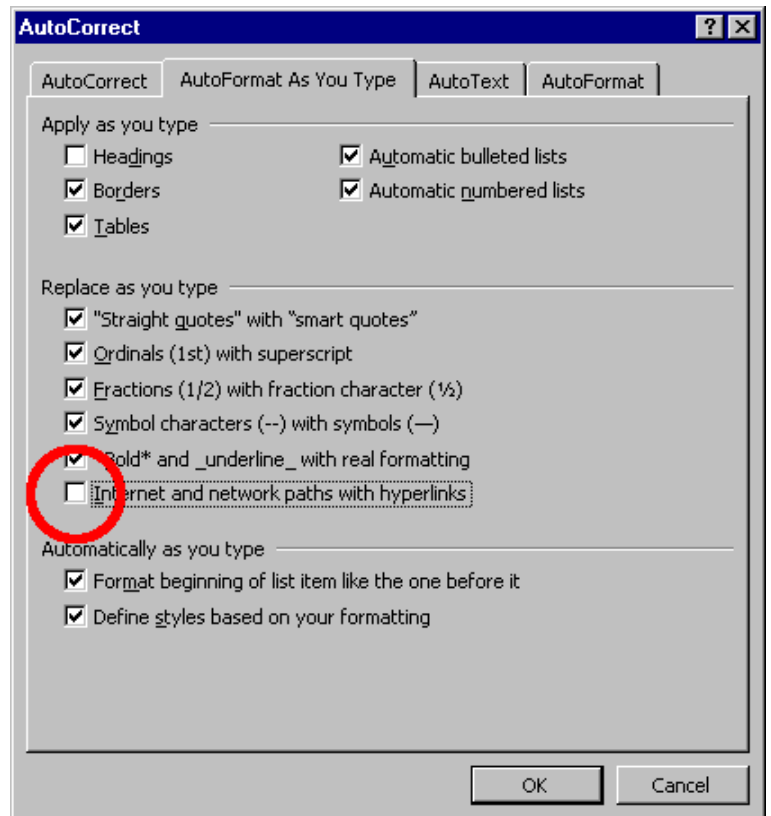 AutoCorrect
AutoCorrect AutoFormat As You Type AutoText AutoFormat
Apply as you type
Headings Automatic bulleted lists
Borders Automatic numbered lists
Tables
Replace as you type
"Straight quotes" with “smart quotes”
Ordinals (1st) with superscript
Fractions (1/2) with fraction character (½)
Symbol characters (--) with symbols (—)
*Bold* and _underline_ with real formatting
Internet and network paths with hyperlinks
Automatically as you type
Format beginning of list item like the one before it
Define styles based on your formatting
OK Cancel